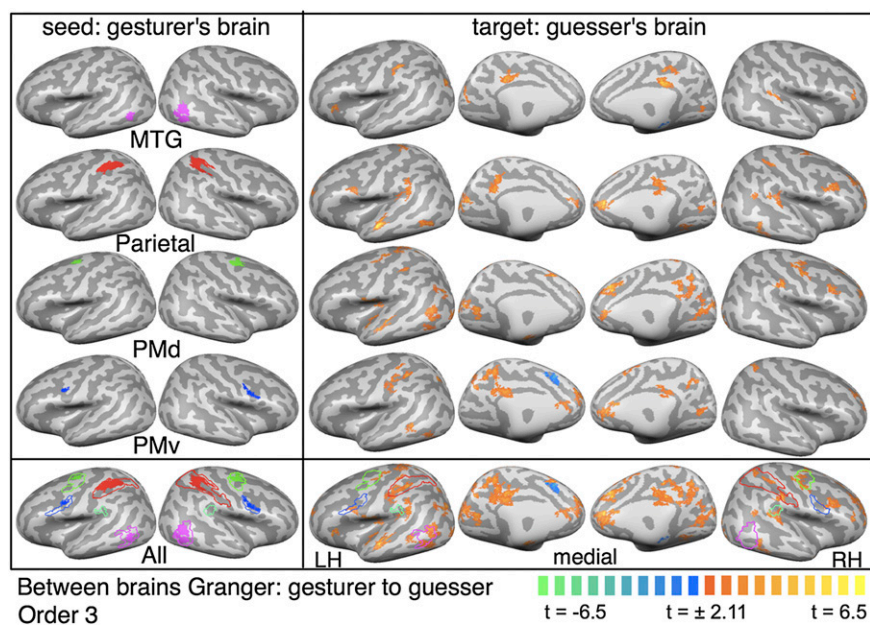 seed: gesturer's brain
target: guesser's brain
MTG
Parietal
PMd
PMv
All
LH
medial
RH
Between brains Granger: gesturer to guesser
Order 3
t = -6.5
t = ± 2.11
t = 6.5